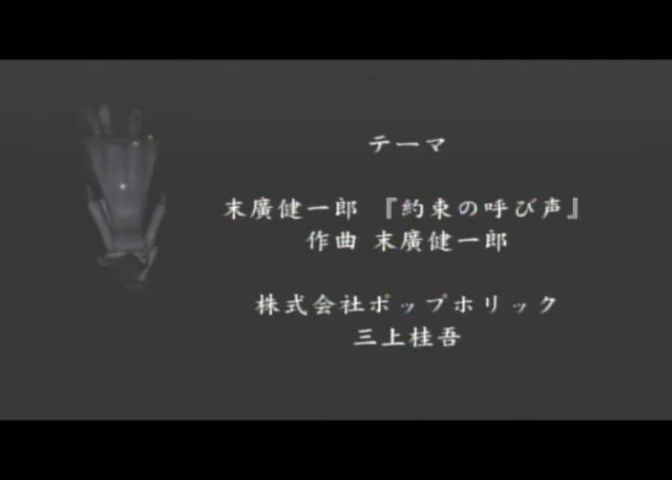 テーマ
末廣健一郎 『約束の呼び声』
作曲 末廣健一郎
株式会社ポップホリック
三上桂吾